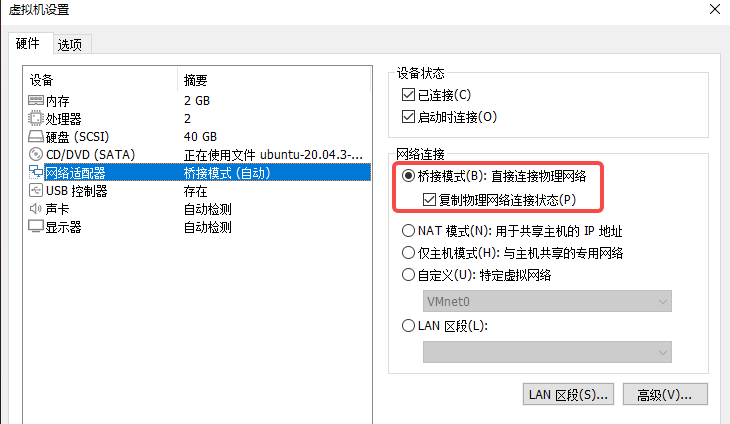 虚拟机设置
硬件 选项
设备 摘要
内存 2 GB
处理器 2
硬盘 (SCSI) 40 GB
CD/DVD (SATA) 正在使用文件 ubuntu-20.04.3-...
网络适配器 桥接模式 (自动)
USB 控制器 存在
声卡 自动检测
显示器 自动检测
设备状态
已连接(C)
启动时连接(O)
网络连接
桥接模式(B): 直接连接物理网络
复制物理网络连接状态(P)
NAT 模式(N): 用于共享主机的 IP 地址
仅主机模式(H): 与主机共享的专用网络
自定义(U): 特定虚拟网络
VMnet0
LAN 区段(L):
LAN 区段(S)... 高级(V)...